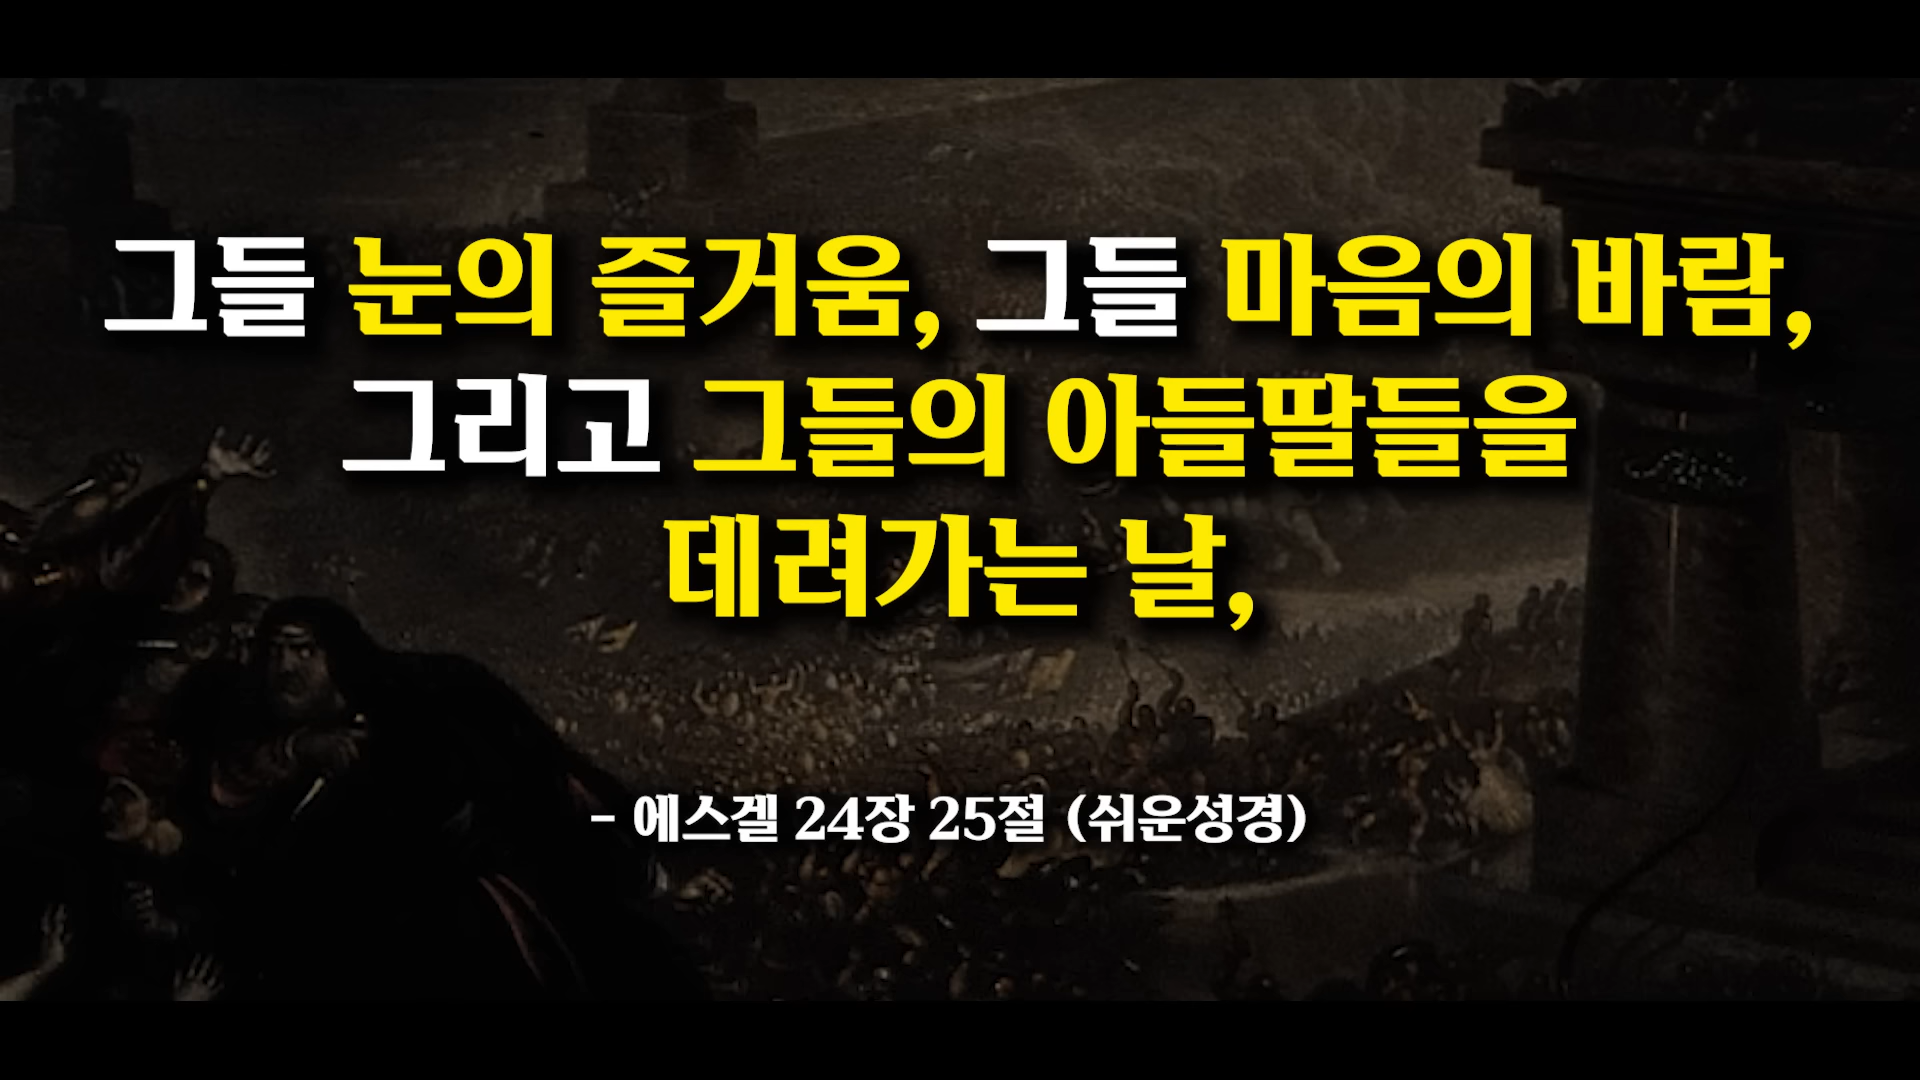 그들 눈의 즐거움, 그들 마음의 바람,
그리고 그들의 아들딸들을
데려가는 날,
- 에스겔 24장 25절 (쉬운성경)